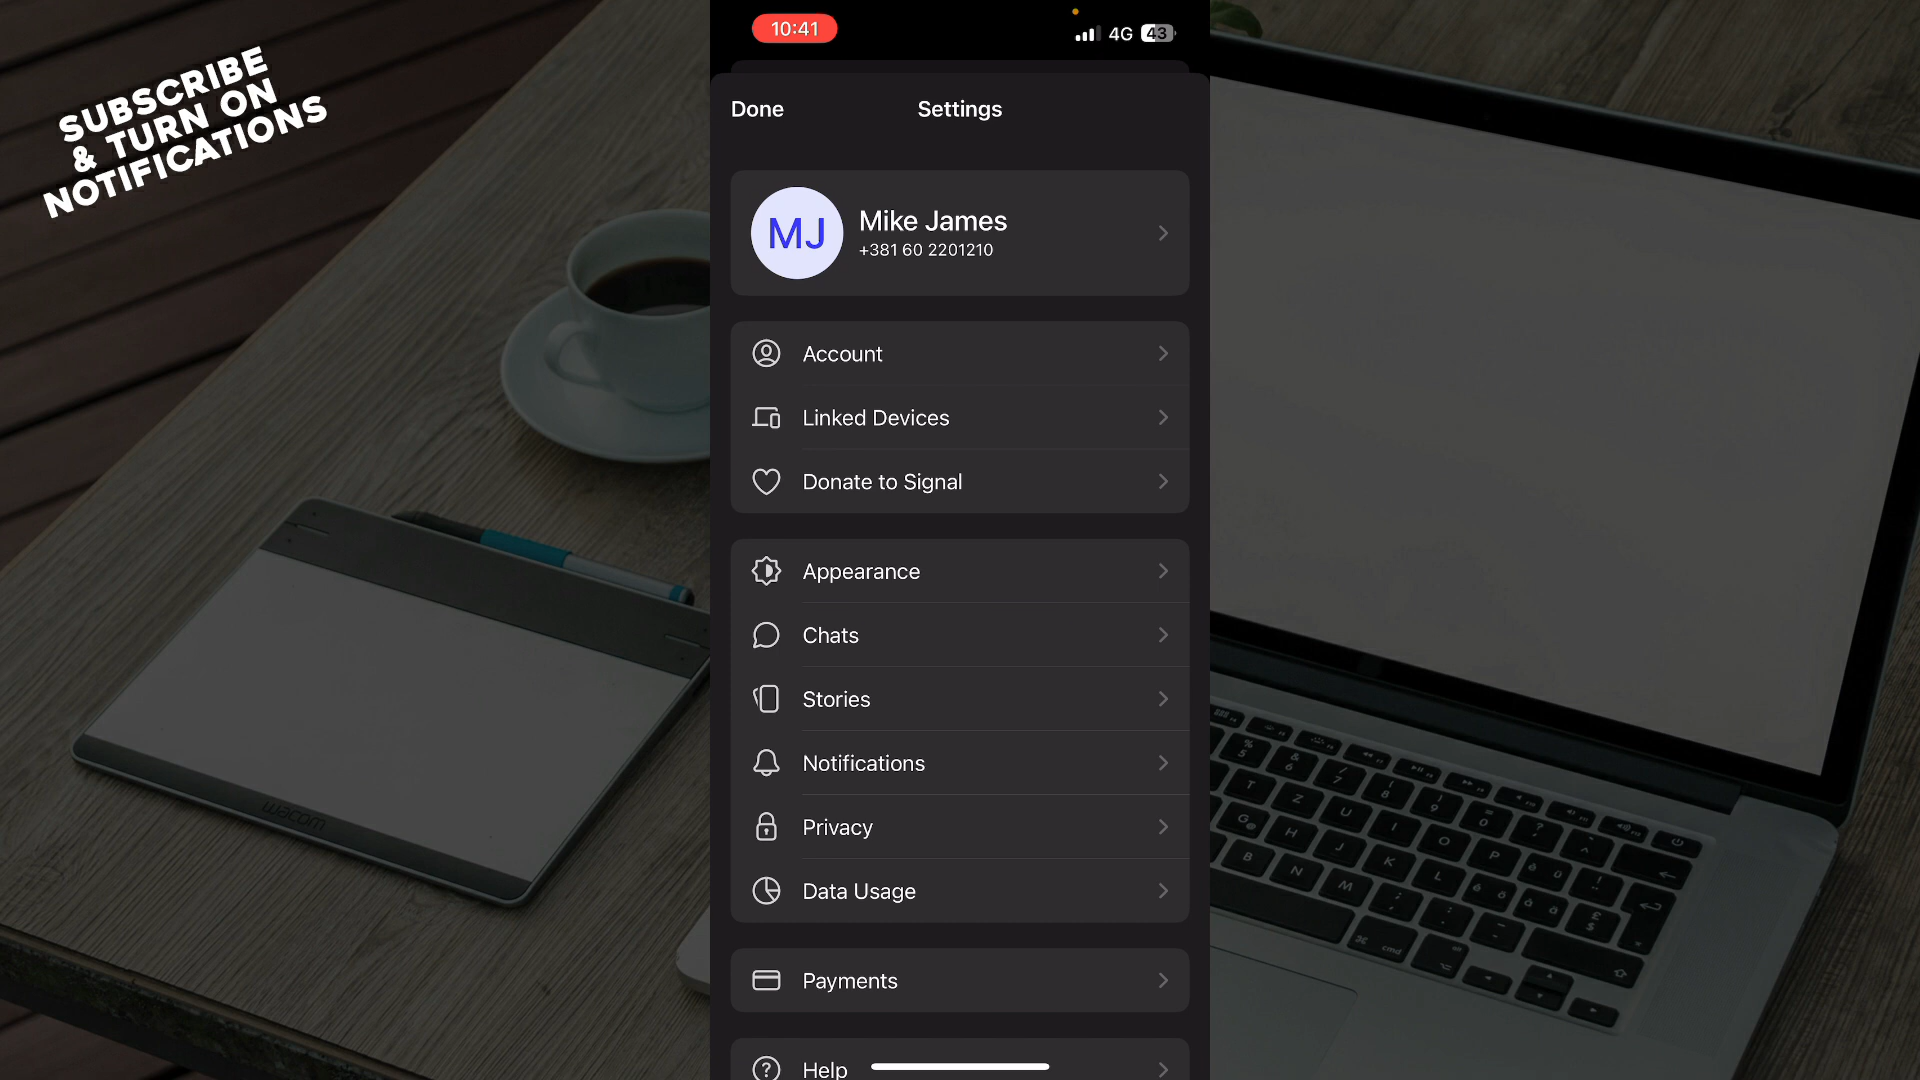 SUBSCRIBE
& TURN ON
NOTIFICATIONS
10:41
4G
43
Done
Settings
MJ
Mike James
+381 60 2201210
Account
Linked Devices
Donate to Signal
Appearance
Chats
Stories
Notifications
Privacy
Data Usage
Payments
Help
wacom